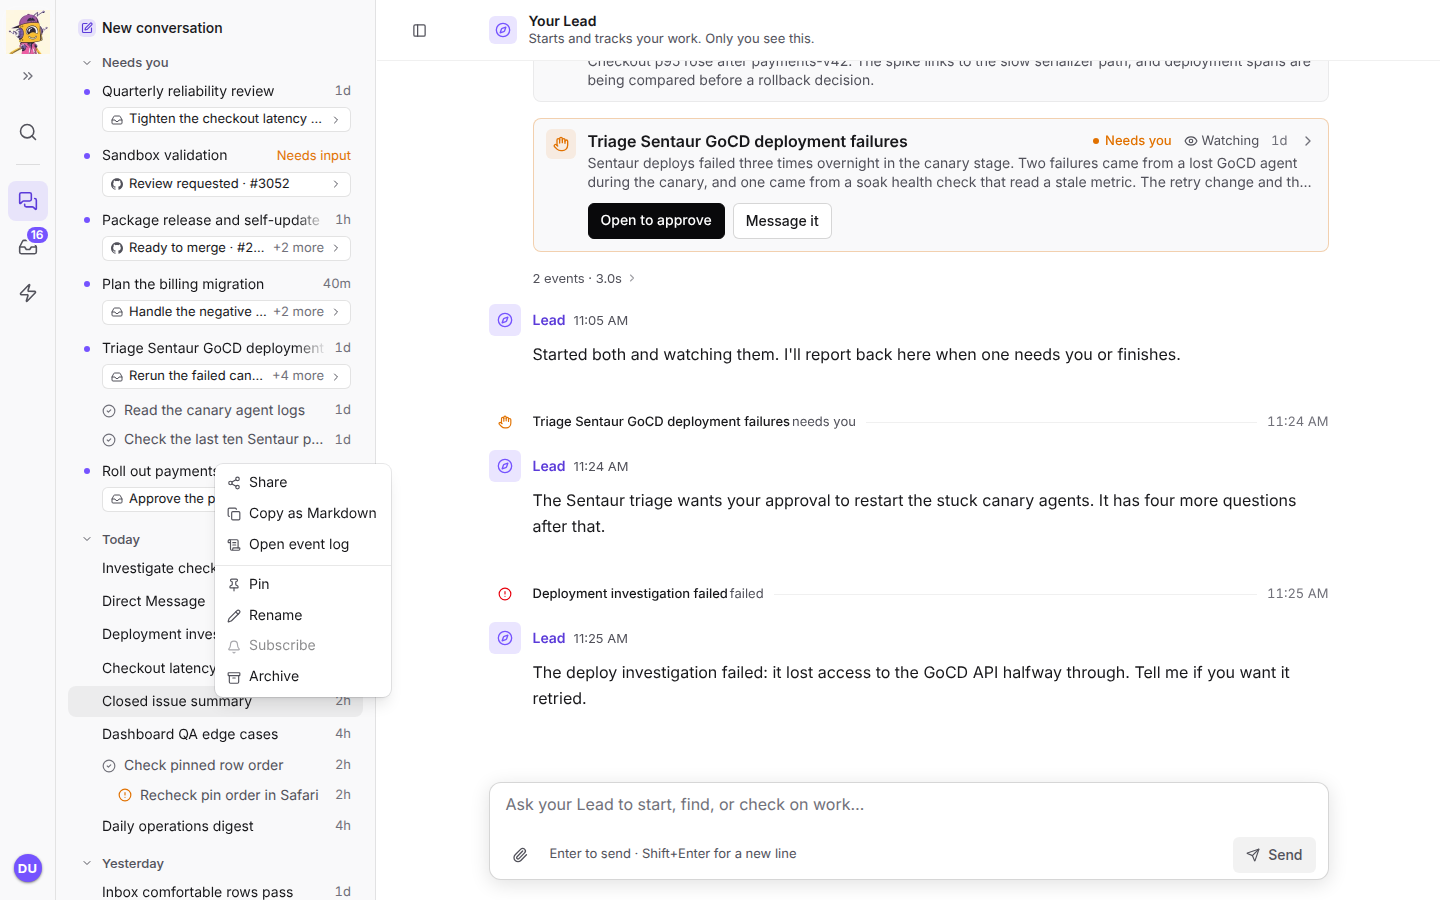 New conversation
Needs you
Quarterly reliability review 1d
Tighten the checkout latency ...
Sandbox validation Needs input
Review requested · #3052
Package release and self-update 1h
Ready to merge · #2... +2 more
Plan the billing migration 40m
Handle the negative ... +2 more
Triage Sentaur GoCD deployment 1d
Rerun the failed can... +4 more
Read the canary agent logs 1d
Check the last ten Sentaur p... 1d
Roll out payments
Approve the p
Share
Copy as Markdown
Open event log
Pin
Rename
Subscribe
Archive
Today
Investigate check
Direct Message
Deployment inves
Checkout latency
Closed issue summary 2h
Dashboard QA edge cases 4h
Check pinned row order 2h
Recheck pin order in Safari 2h
Daily operations digest 4h
Yesterday
Inbox comfortable rows pass 1d
16
DU
Your Lead
Starts and tracks your work. Only you see this.
Checkout p95 rose after payments-v42. The spike links to the slow serializer path, and deployment spans are
being compared before a rollback decision.
Triage Sentaur GoCD deployment failures Needs you Watching 1d
Sentaur deploys failed three times overnight in the canary stage. Two failures came from a lost GoCD agent
during the canary, and one came from a soak health check that read a stale metric. The retry change and th...
Open to approve Message it
2 events · 3.0s
Lead 11:05 AM
Started both and watching them. I'll report back here when one needs you or finishes.
Triage Sentaur GoCD deployment failures needs you 11:24 AM
Lead 11:24 AM
The Sentaur triage wants your approval to restart the stuck canary agents. It has four more questions
after that.
Deployment investigation failed failed 11:25 AM
Lead 11:25 AM
The deploy investigation failed: it lost access to the GoCD API halfway through. Tell me if you want it
retried.
Ask your Lead to start, find, or check on work...
Enter to send · Shift+Enter for a new line
Send